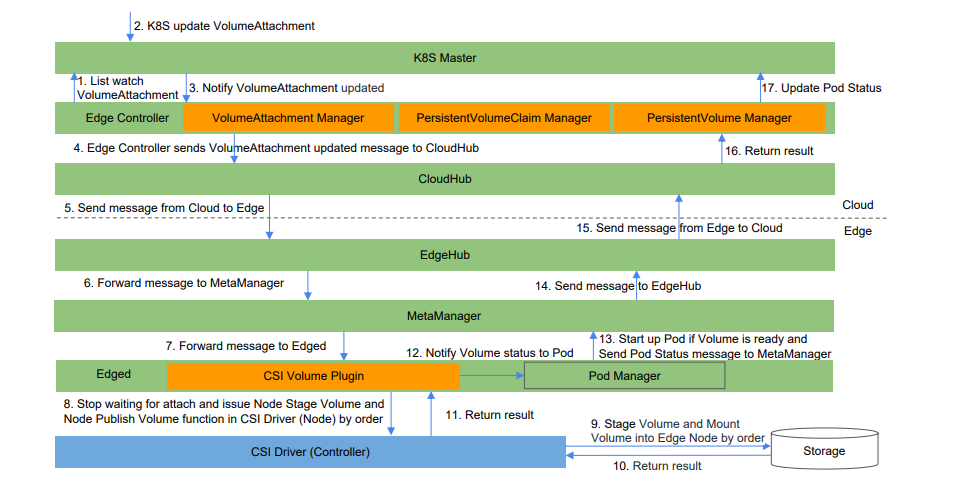 2. K8S update VolumeAttachment
K8S Master
1. List watch
VolumeAttachment
3. Notify VolumeAttachment updated
17. Update Pod Status
Edge Controller
VolumeAttachment Manager
PersistentVolumeClaim Manager
PersistentVolume Manager
4. Edge Controller sends VolumeAttachment updated message to CloudHub
16. Return result
CloudHub
5. Send message from Cloud to Edge
Cloud
15. Send message from Edge to Cloud
Edge
EdgeHub
6. Forward message to MetaManager
14. Send message to EdgeHub
MetaManager
7. Forward message to Edged
12. Notify Volume status to Pod
13. Start up Pod if Volume is ready and
Send Pod Status message to MetaManager
Edged
CSI Volume Plugin
Pod Manager
8. Stop waiting for attach and issue Node Stage Volume and
Node Publish Volume function in CSI Driver (Node) by order
11. Return result
9. Stage Volume and Mount
Volume into Edge Node by order
CSI Driver (Controller)
Storage
10. Return result